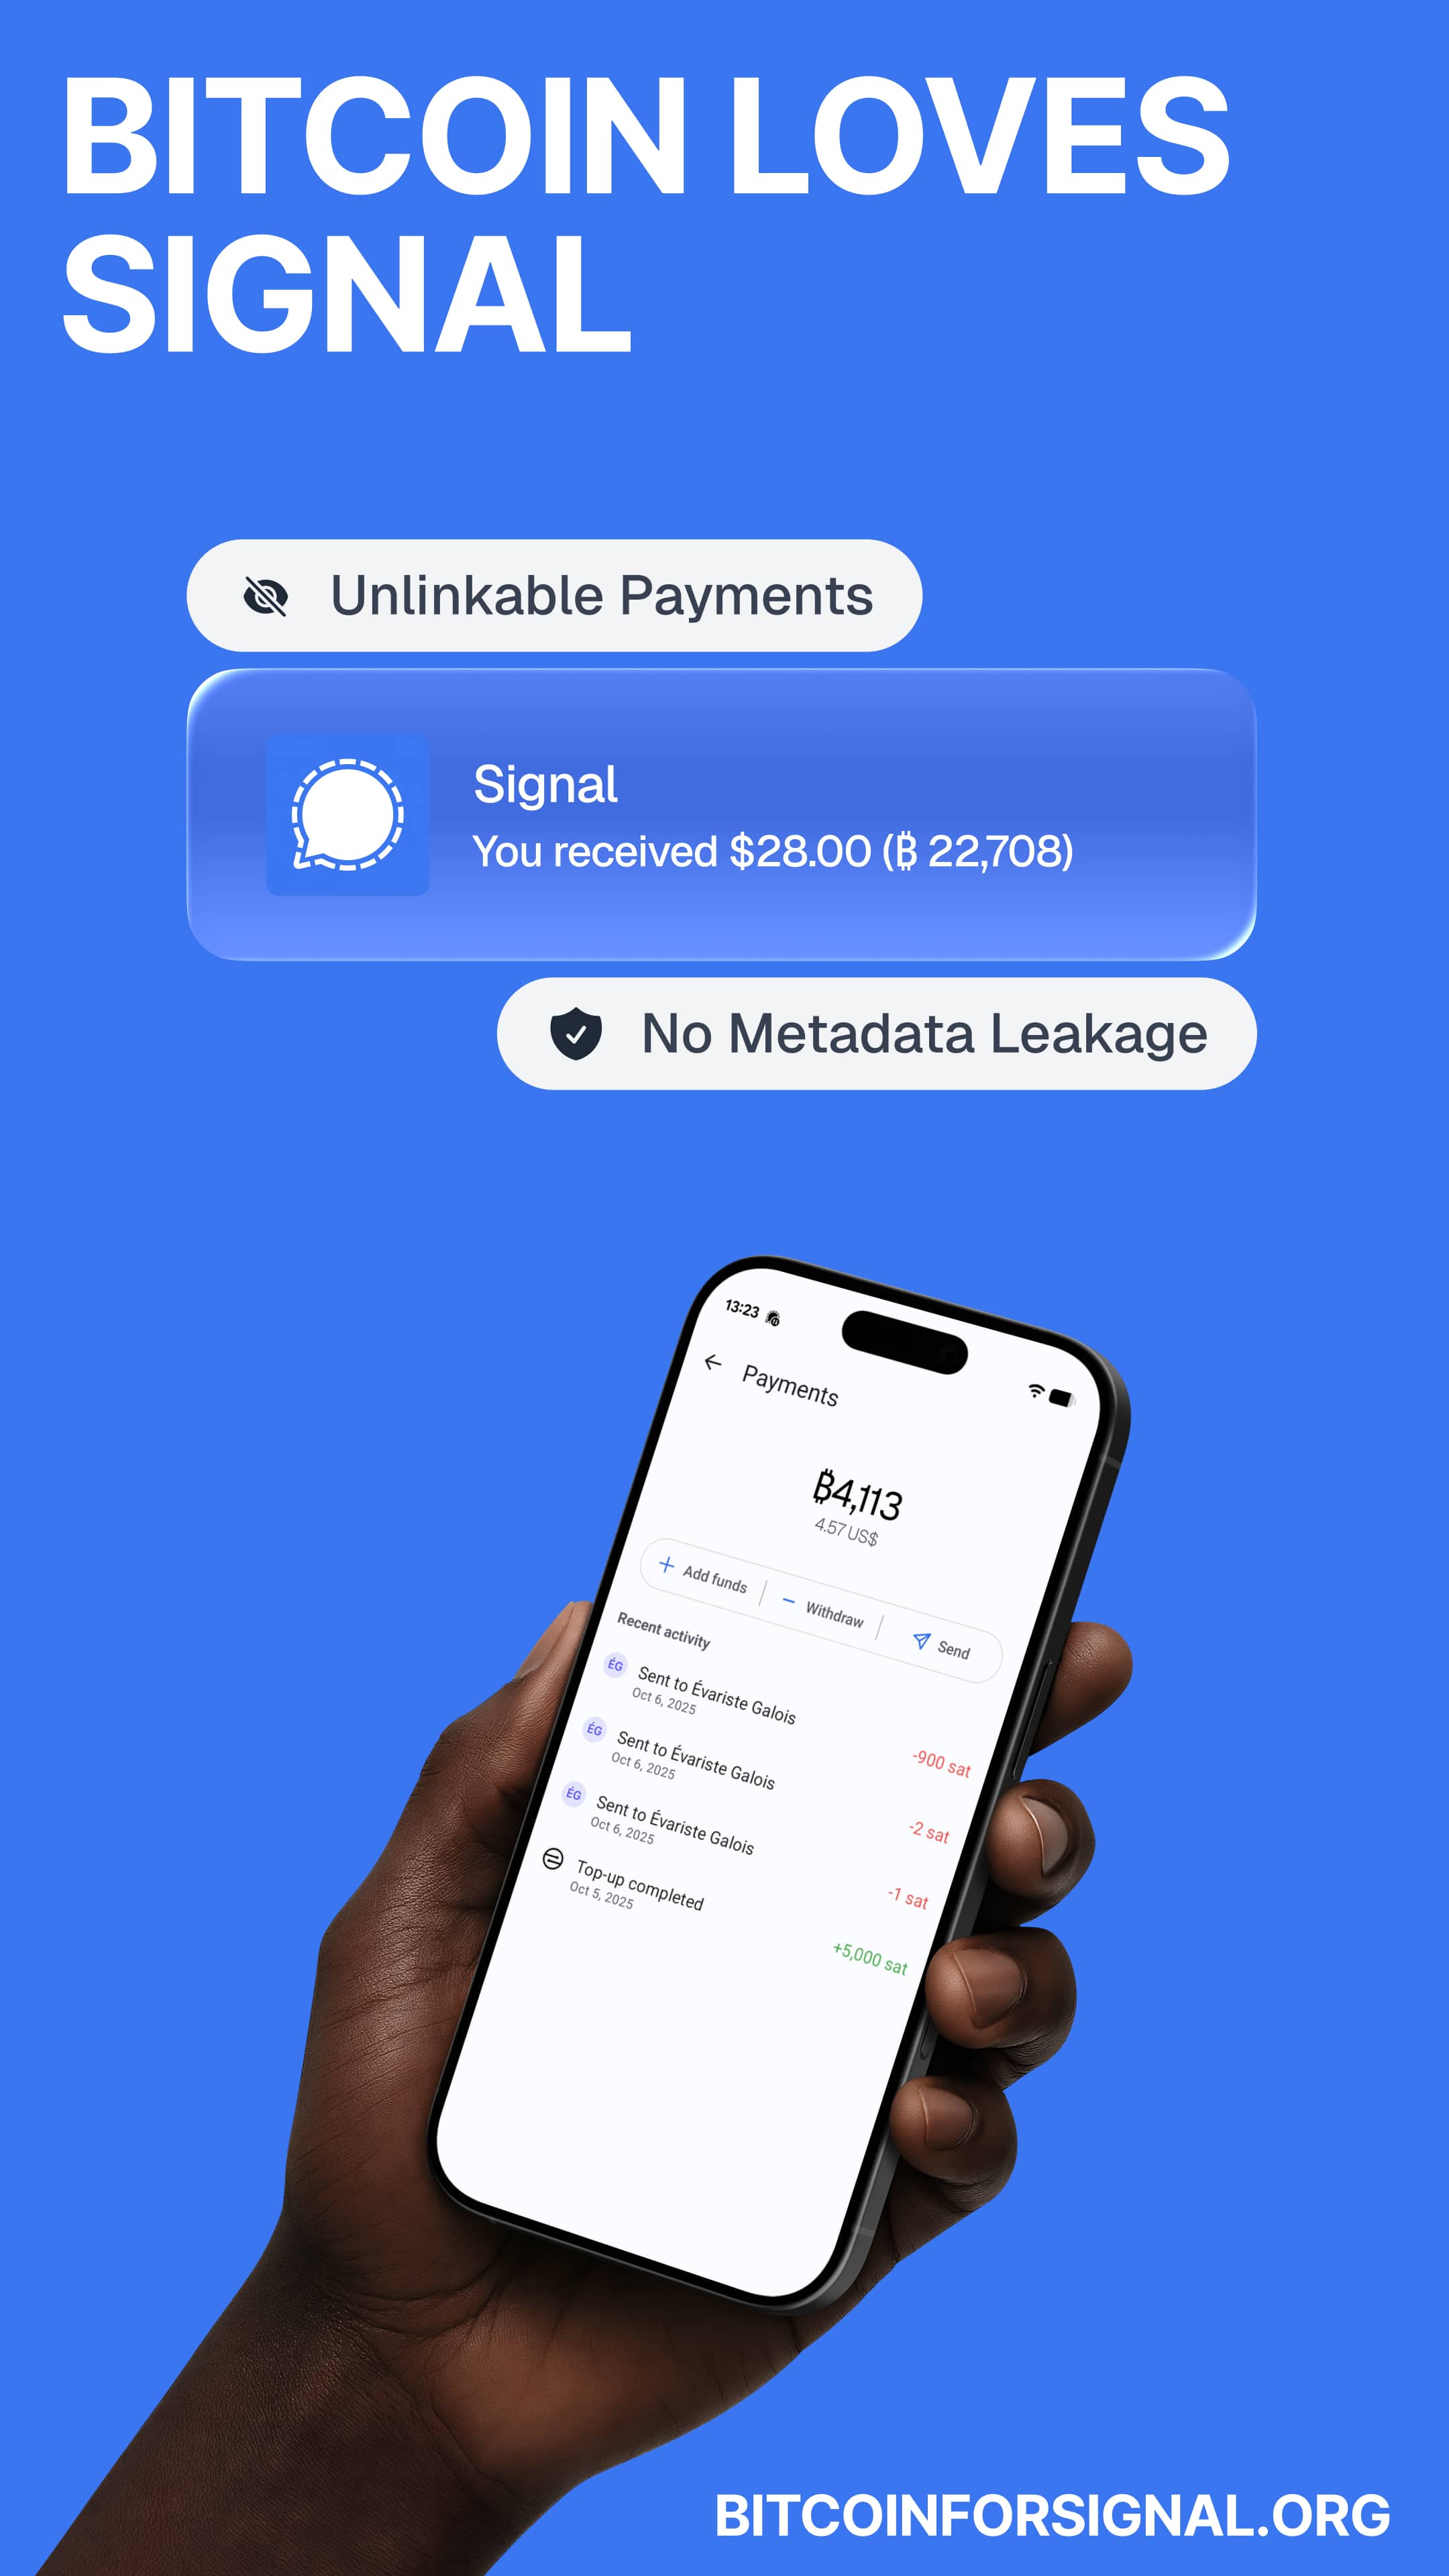 BITCOIN LOVES
SIGNAL
Unlinkable Payments
Signal
You received $28.00 (₿ 22,708)
No Metadata Leakage
13:23
Payments
₿4,113
4.57 US$
Add funds
Withdraw
Send
Recent activity
ÉG
Sent to Évariste Galois
Oct 6, 2025
-900 sat
ÉG
Sent to Évariste Galois
Oct 6, 2025
-2 sat
ÉG
Sent to Évariste Galois
Oct 6, 2025
-1 sat
Top-up completed
Oct 5, 2025
+5,000 sat
BITCOINFORSIGNAL.ORG